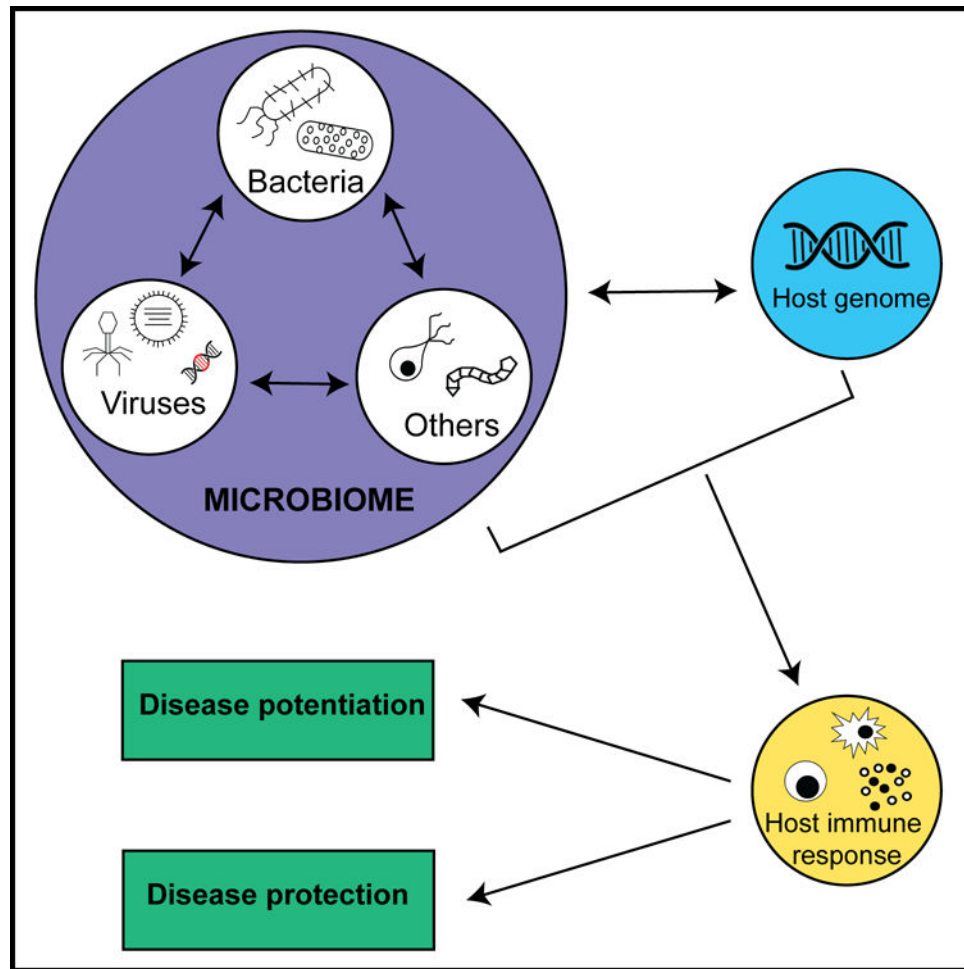 Bacteria
Viruses
Others
MICROBIOME
Host genome
Host immune
response
Disease potentiation
Disease protection